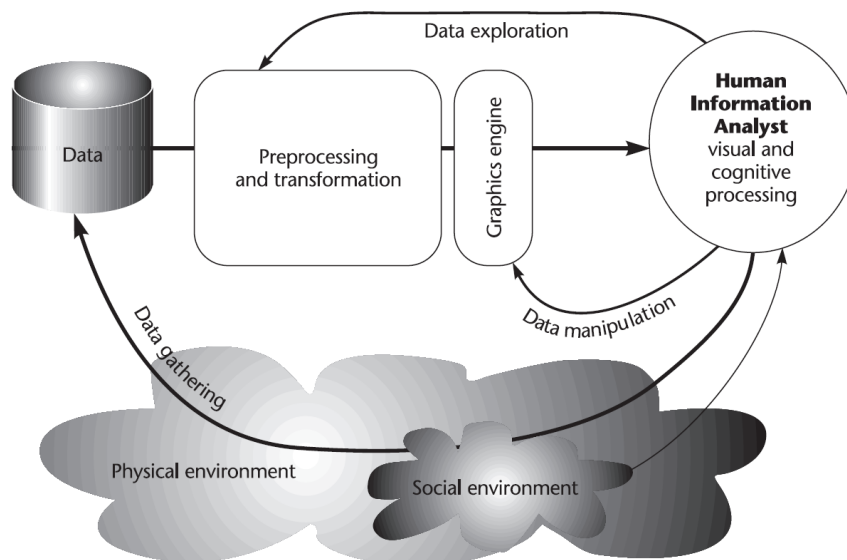 Data exploration
Human
Information
Analyst
visual and
cognitive
processing
Data
Preprocessing
and transformation
Graphics engine
Data manipulation
Data gathering
Physical environment
Social environment